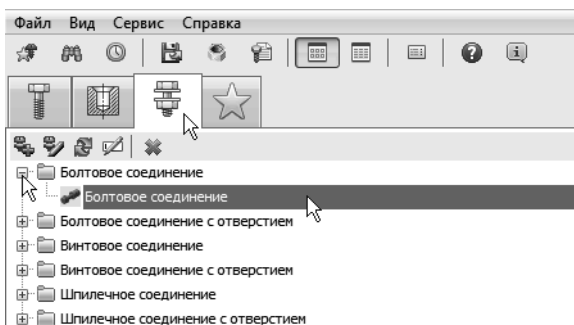 Файл Вид Сервис Справка
Болтовое соединение
Болтовое соединение
Болтовое соединение с отверстием
Винтовое соединение
Винтовое соединение с отверстием
Шпилечное соединение
Шпилечное соединение с отверстием